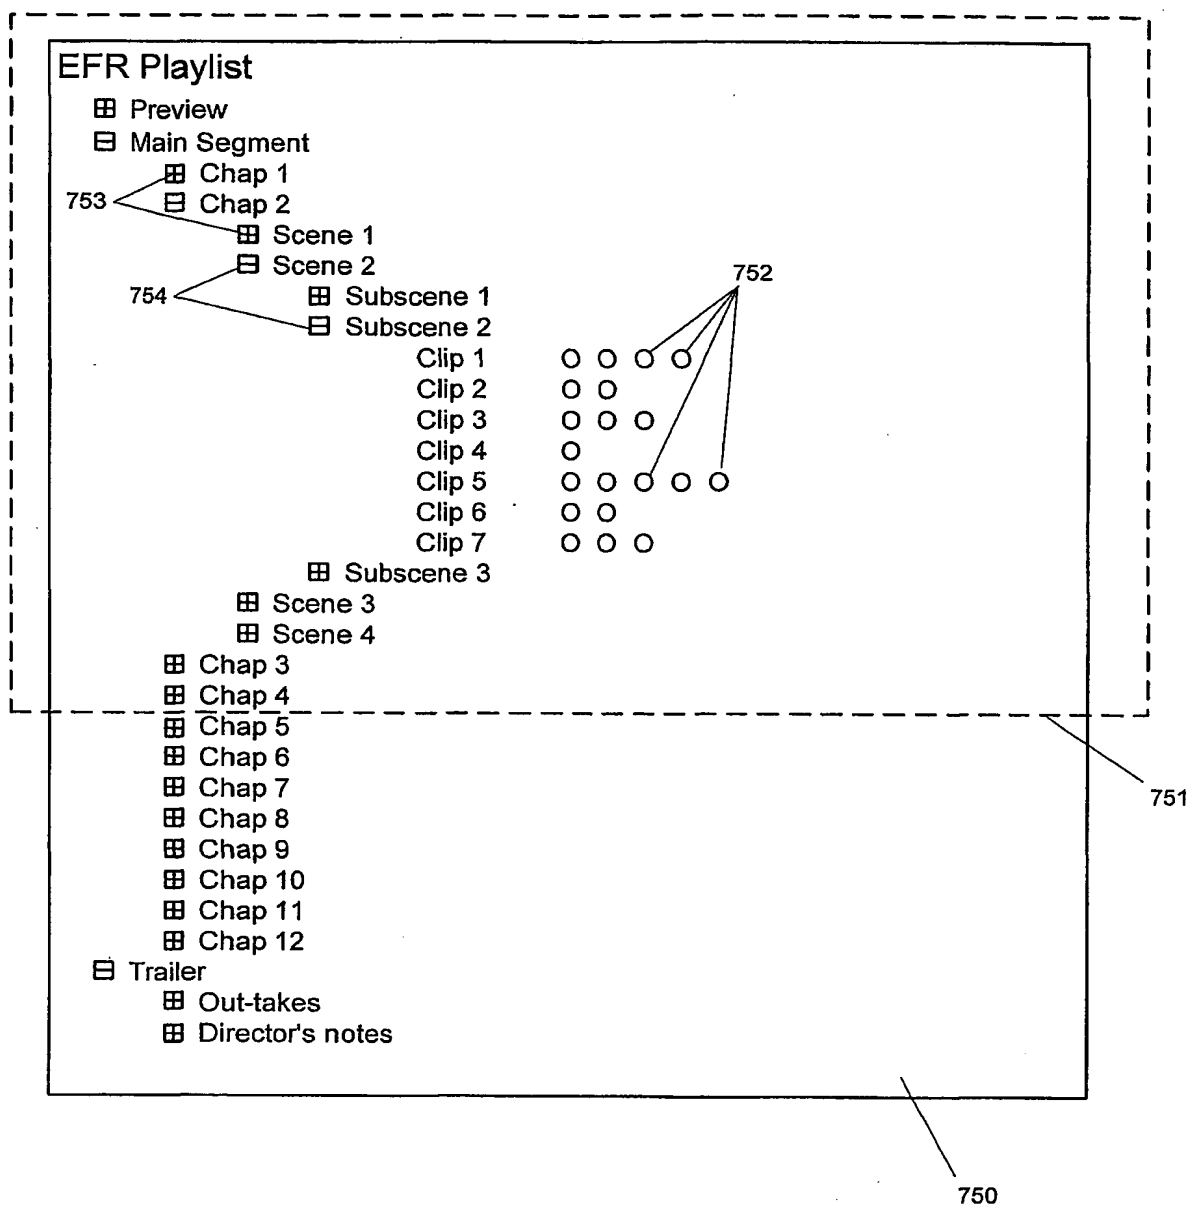 EFR Playlist
Preview
Main Segment
Chap 1
753
Chap 2
Scene 1
Scene 2
752
754
Subscene 1
Subscene 2
Clip 1
Clip 2
Clip 3
Clip 4
Clip 5
Clip 6
Clip 7
Subscene 3
Scene 3
Scene 4
Chap 3
Chap 4
Chap 5
Chap 6
Chap 7
751
Chap 8
Chap 9
Chap 10
Chap 11
Chap 12
Trailer
Out-takes
Director's notes
750